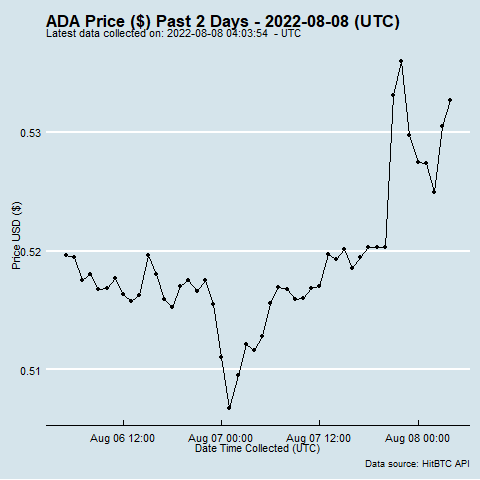 ADA Price ($) Past 2 Days - 2022-08-08 (UTC)
Latest data collected on: 2022-08-08 04:03:54 - UTC
0.53
0.52
0.51
Price USD ($)
Aug 06 12:00 Aug 07 00:00 Aug 07 12:00 Aug 08 00:00
Date Time Collected (UTC)
Data source: HitBTC API